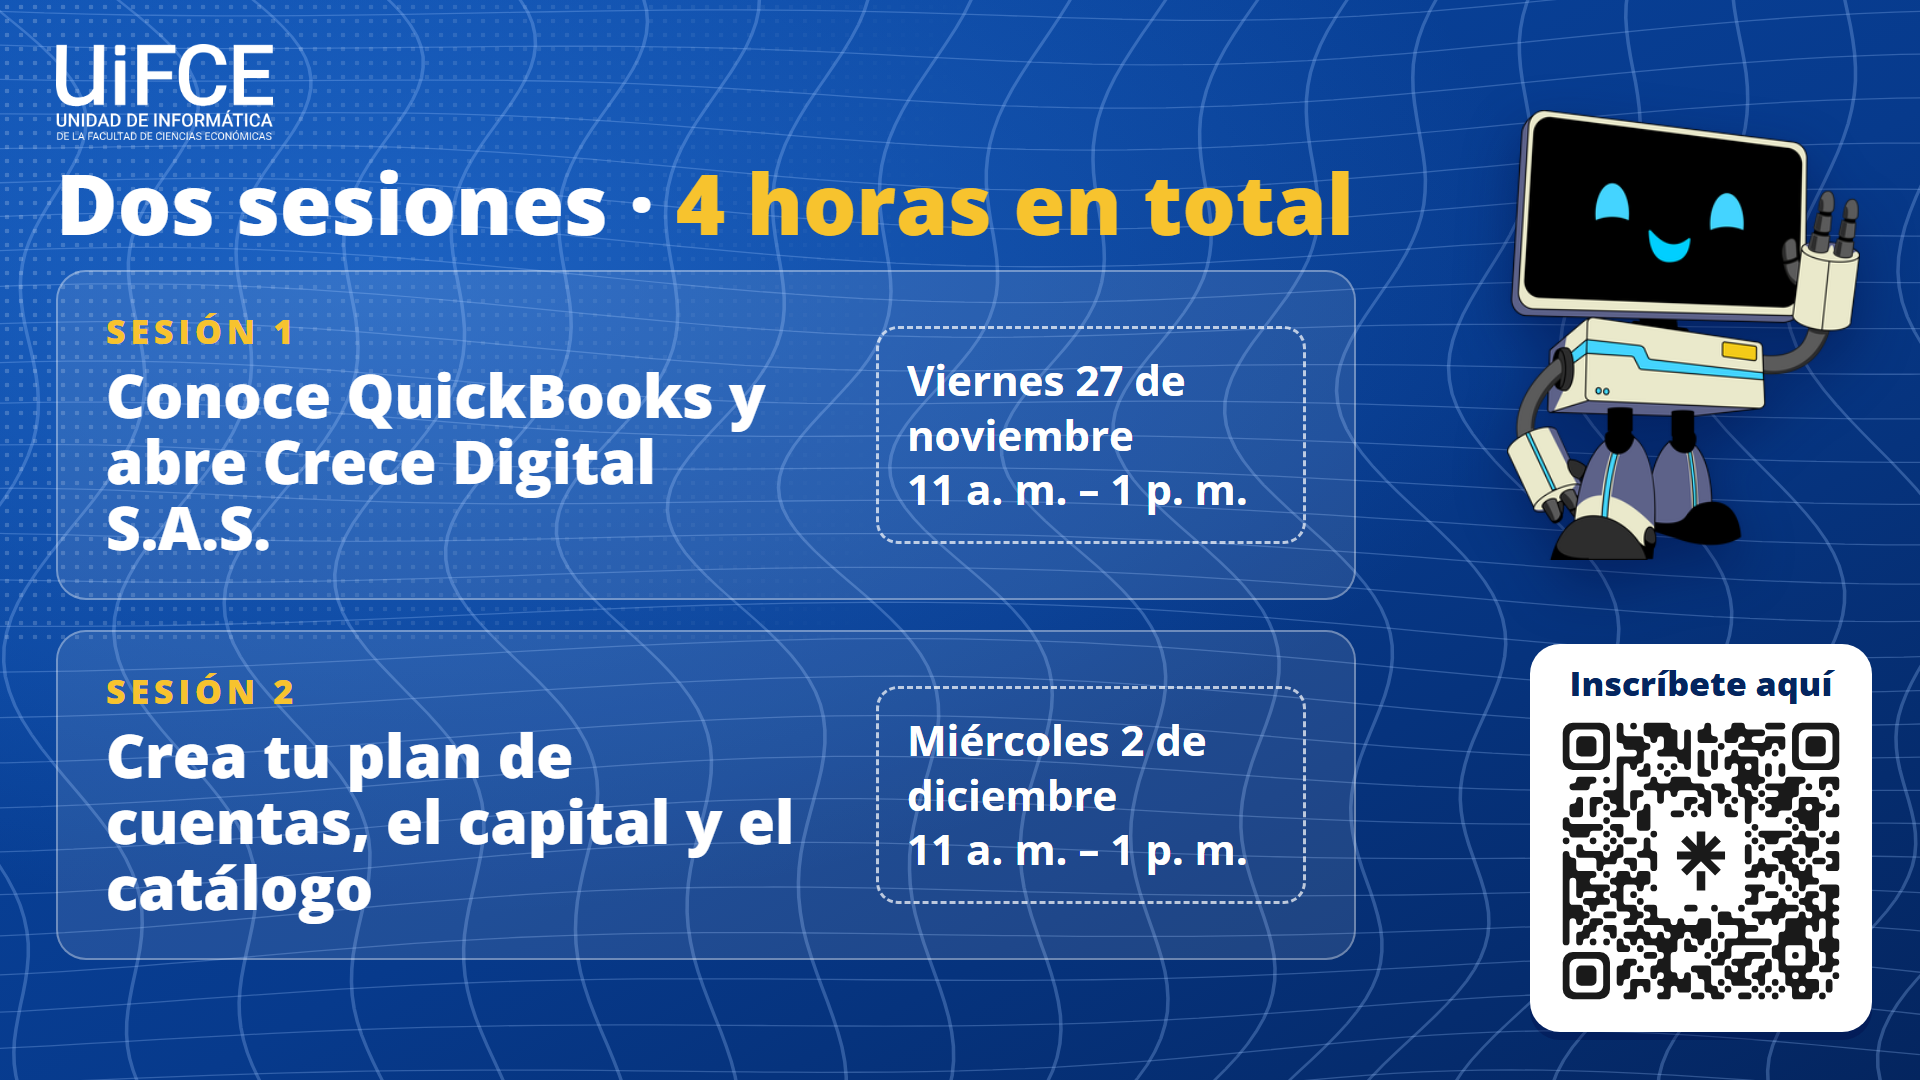 UiFCE
UNIDAD DE INFORMÁTICA
DE LA FACULTAD DE CIENCIAS ECONÓMICAS
Dos sesiones · 4 horas en total
SESIÓN 1
Conoce QuickBooks y
abre Crece Digital
S.A.S.
Viernes 27 de
noviembre
11 a. m. – 1 p. m.
SESIÓN 2
Crea tu plan de
cuentas, el capital y el
catálogo
Miércoles 2 de
diciembre
11 a. m. – 1 p. m.
Inscríbete aquí